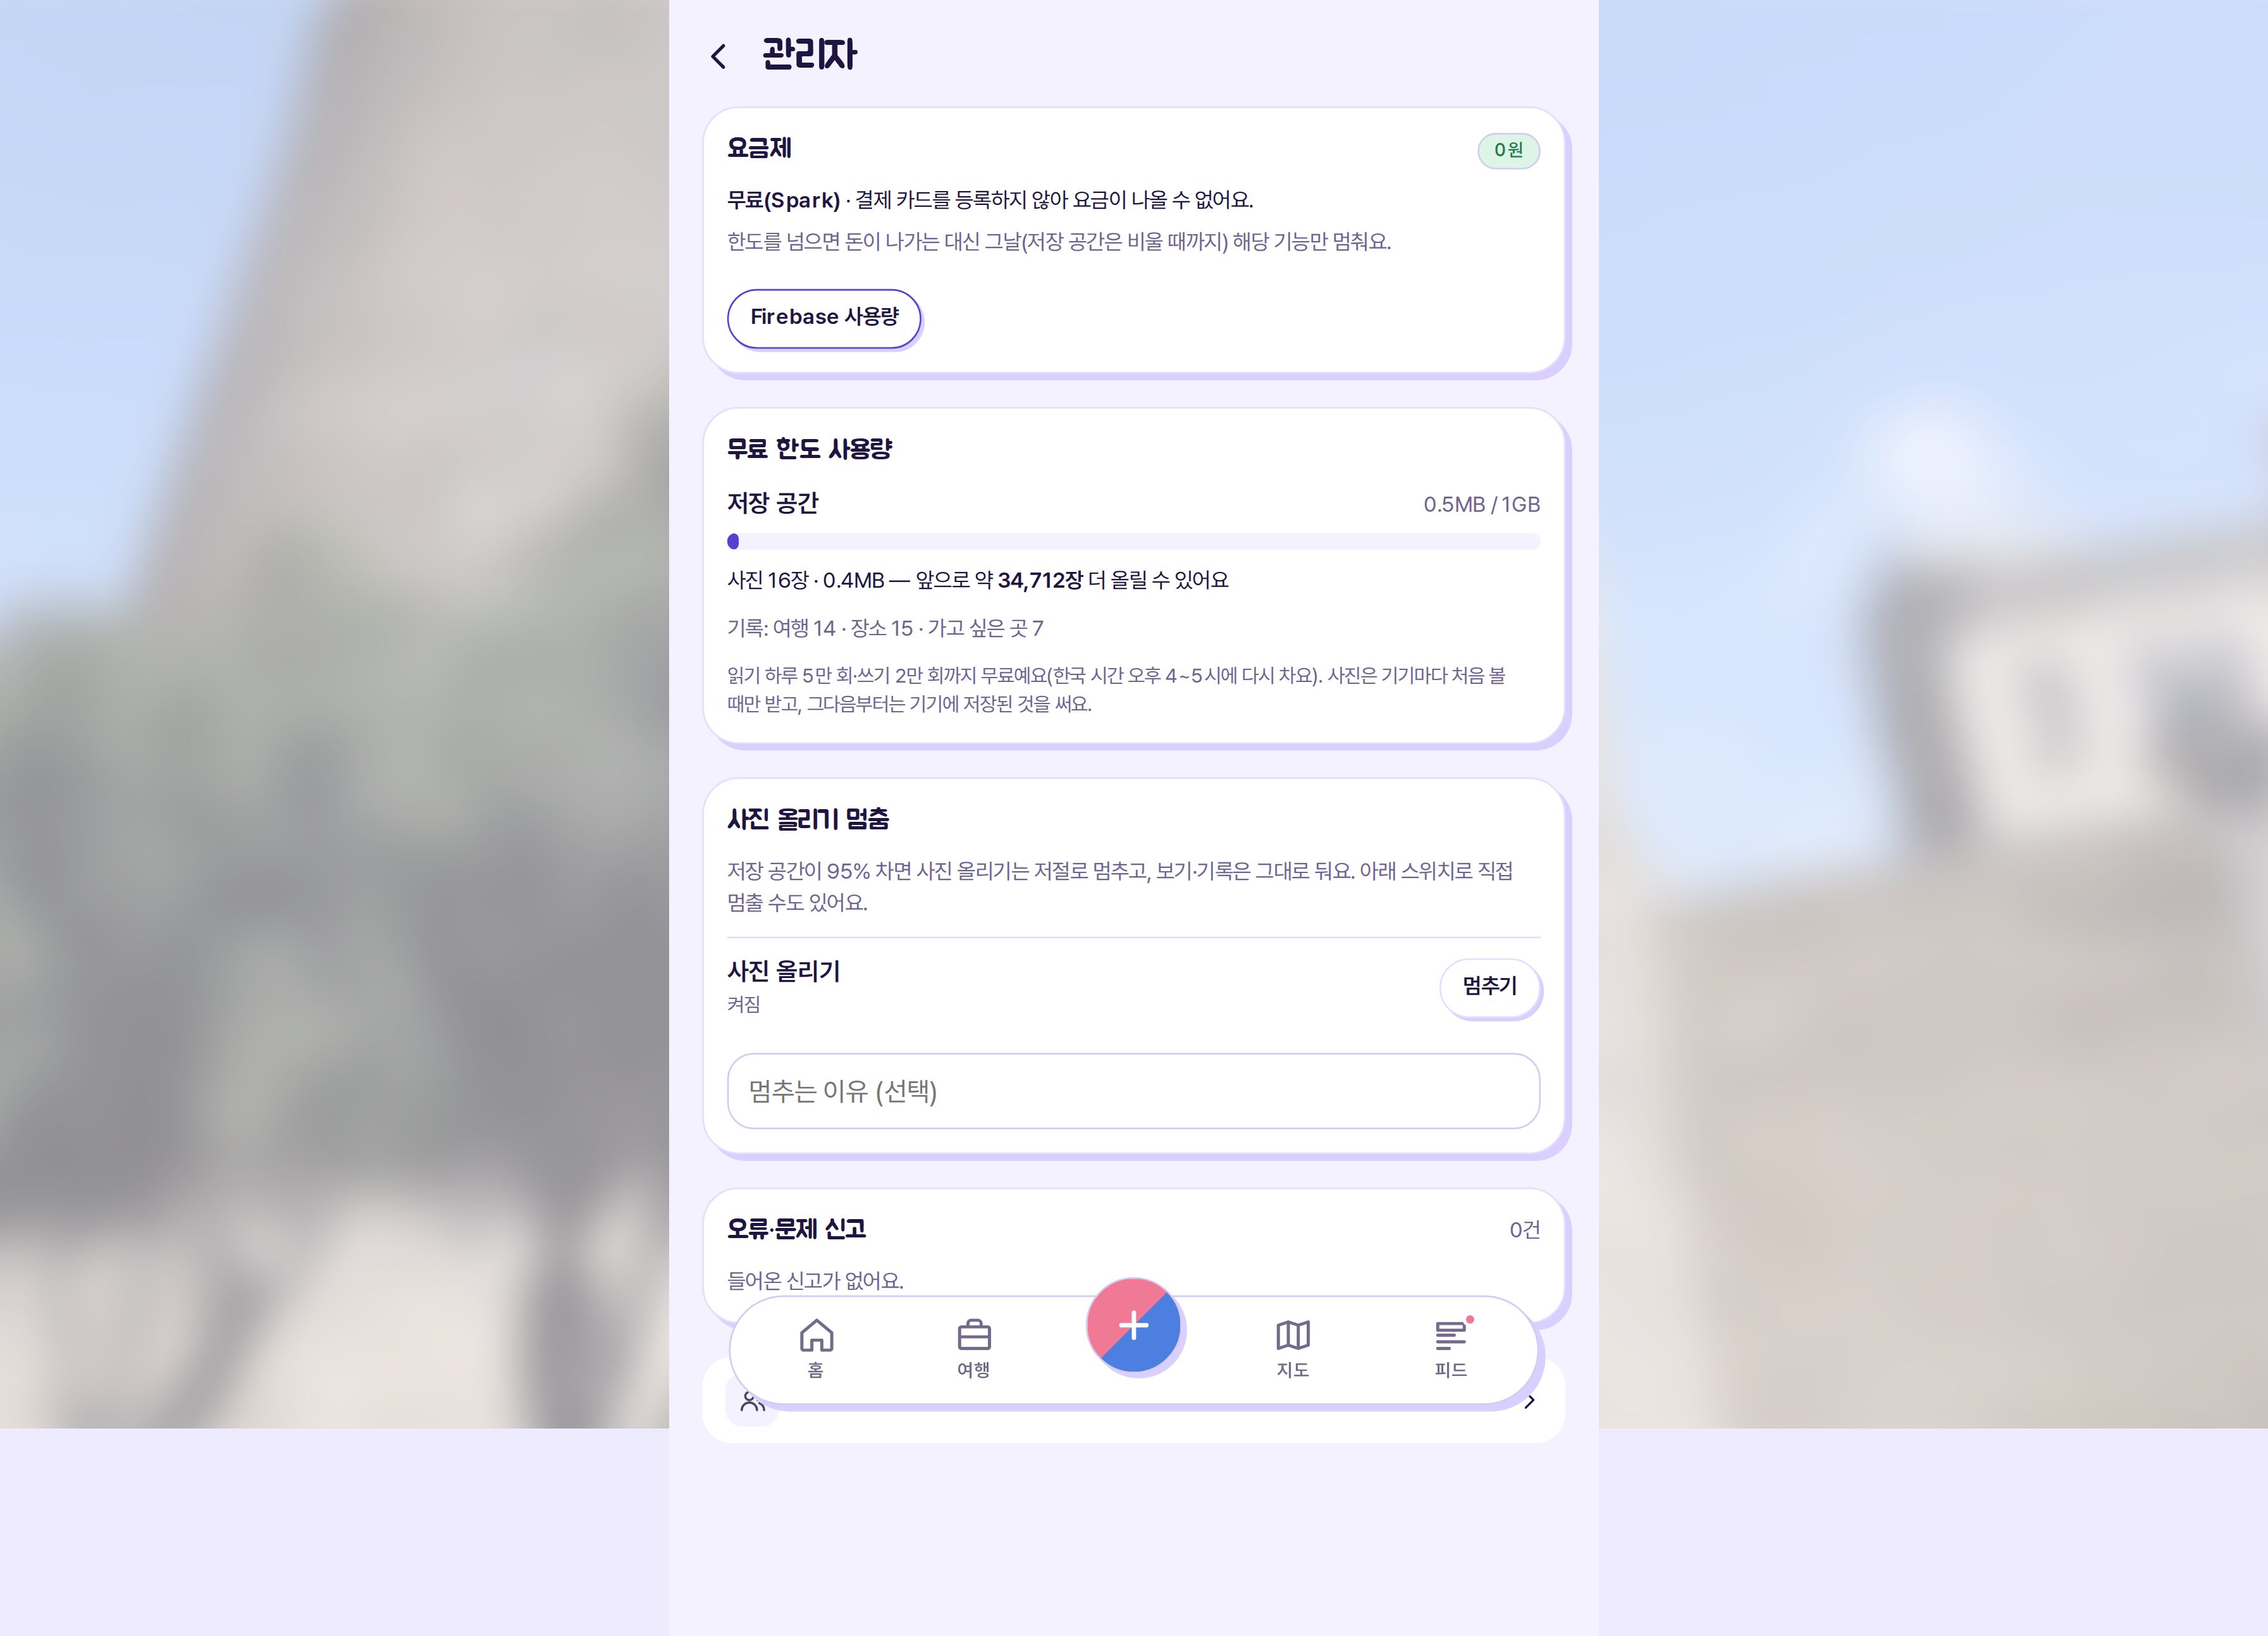 관리자
요금제
0원
무료(Spark) · 결제 카드를 등록하지 않아 요금이 나올 수 없어요.
한도를 넘으면 돈이 나가는 대신 그날(저장 공간은 비울 때까지) 해당 기능만 멈춰요.
Firebase 사용량
무료 한도 사용량
저장 공간
0.5MB / 1GB
사진 16장 · 0.4MB — 앞으로 약 34,712장 더 올릴 수 있어요
기록: 여행 14 · 장소 15 · 가고 싶은 곳 7
읽기 하루 5만 회·쓰기 2만 회까지 무료예요(한국 시간 오후 4~5시에 다시 차요). 사진은 기기마다 처음 볼
때만 받고, 그다음부터는 기기에 저장된 것을 써요.
사진 올리기 멈춤
저장 공간이 95% 차면 사진 올리기는 저절로 멈추고, 보기·기록은 그대로 둬요. 아래 스위치로 직접
멈출 수도 있어요.
사진 올리기
켜짐
멈추기
멈추는 이유 (선택)
오류·문제 신고
0건
들어온 신고가 없어요.
홈
여행
지도
피드